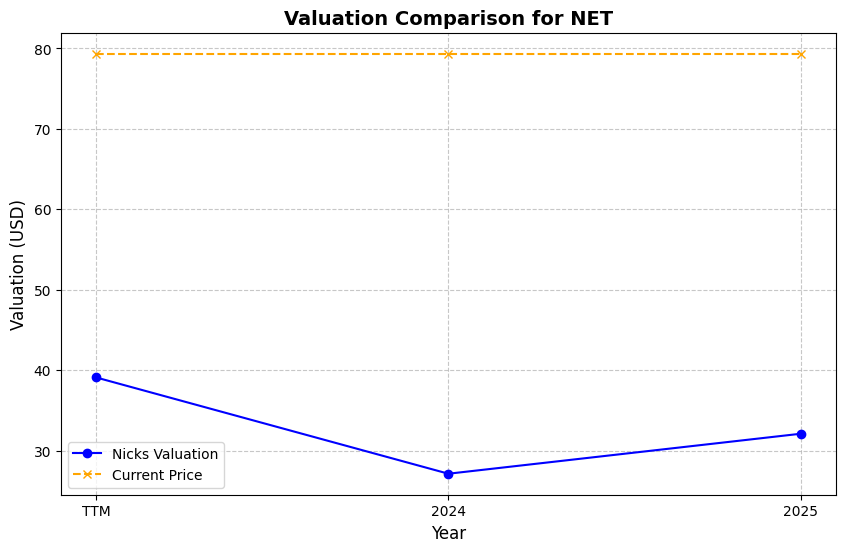 Valuation Comparison for NET
Valuation (USD)
80
70
60
50
40
30
Nicks Valuation
Current Price
TTM
2024
2025
Year